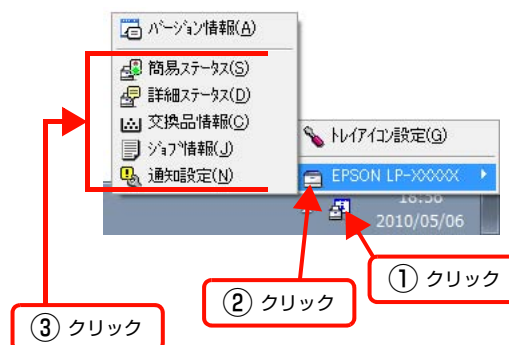 バージョン情報(A)
簡易ステータス(S)
詳細ステータス(D)
交換品情報(C)
ジョブ情報(J)
通知設定(N)
トレイアイコン設定(G)
EPSON LP-XXXXX
18:56
2010/05/06
① クリック
② クリック
③ クリック